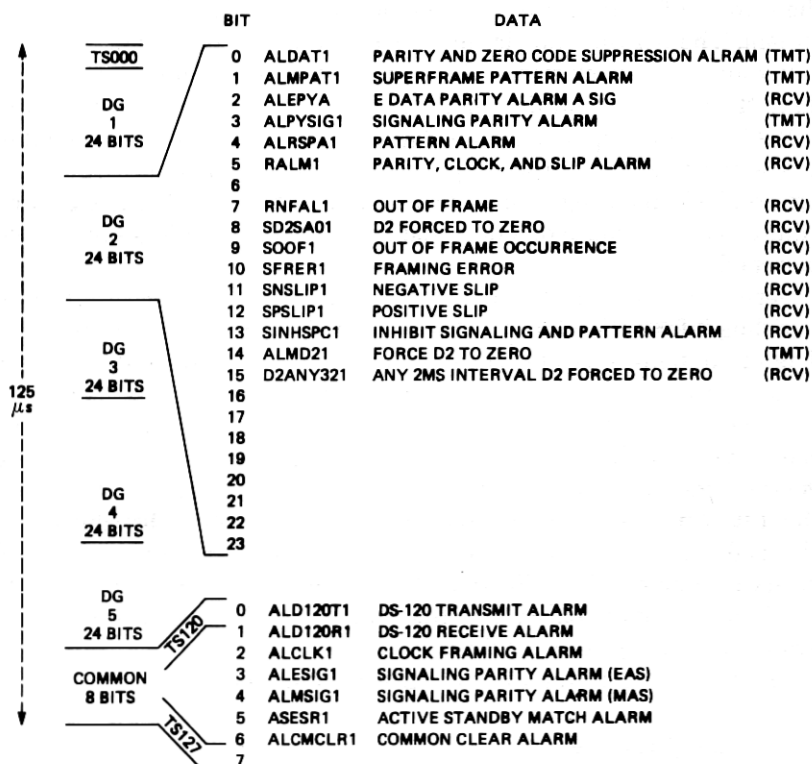 BIT DATA
TS000 0 ALDAT1 PARITY AND ZERO CODE SUPPRESSION ALRAM (TMT)
1 ALMPAT1 SUPERFRAME PATTERN ALARM (TMT)
DG 2 ALEPYA E DATA PARITY ALARM A SIG (RCV)
1 3 ALPYSIG1 SIGNALING PARITY ALARM (TMT)
24 BITS 4 ALRSPA1 PATTERN ALARM (RCV)
5 RALM1 PARITY, CLOCK, AND SLIP ALARM (RCV)
6
DG 7 RNFAL1 OUT OF FRAME (RCV)
2 8 SD2SA01 D2 FORCED TO ZERO (RCV)
24 BITS 9 SOOF1 OUT OF FRAME OCCURRENCE (RCV)
10 SFRER1 FRAMING ERROR (RCV)
11 SNSLIP1 NEGATIVE SLIP (RCV)
12 SPSLIP1 POSITIVE SLIP (RCV)
13 SINHSPC1 INHIBIT SIGNALING AND PATTERN ALARM (RCV)
DG 14 ALMD21 FORCE D2 TO ZERO (TMT)
3 15 D2ANY321 ANY 2MS INTERVAL D2 FORCED TO ZERO (RCV)
125 24 BITS 16
μs 17
18
19
20
DG 21
4 22
24 BITS 23
DG 0 ALD120T1 DS-120 TRANSMIT ALARM
5 1 ALD120R1 DS-120 RECEIVE ALARM
24 BITS TS120 2 ALCLK1 CLOCK FRAMING ALARM
COMMON 3 ALESIG1 SIGNALING PARITY ALARM (EAS)
8 BITS 4 ALMSIG1 SIGNALING PARITY ALARM (MAS)
5 ASESR1 ACTIVE STANDBY MATCH ALARM
TS127 6 ALCMCLR1 COMMON CLEAR ALARM
7